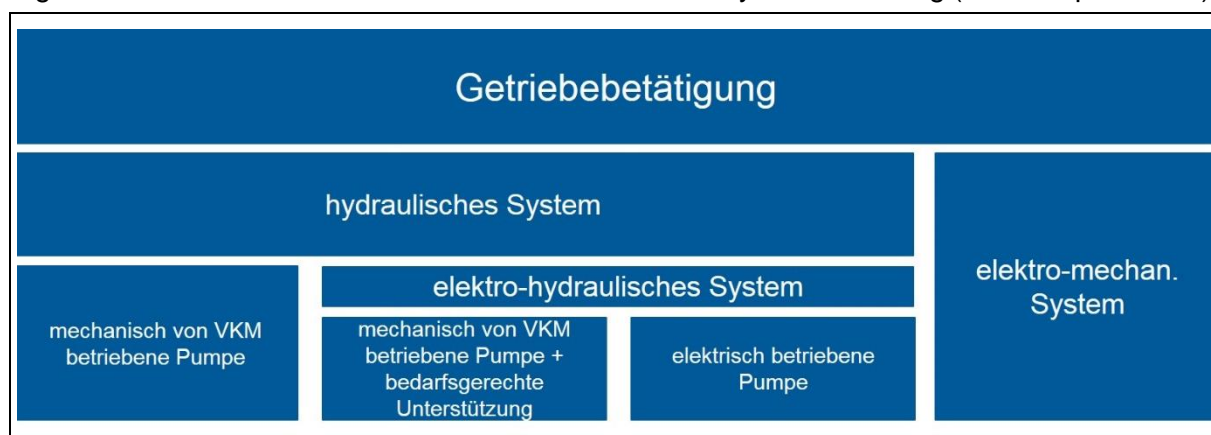 Getriebebetätigung
hydraulisches System
elektro-mechan.
System
elektro-hydraulisches System
mechanisch von VKM
betriebene Pumpe
mechanisch von VKM
betriebene Pumpe +
bedarfsgerechte
Unterstützung
elektrisch betriebene
Pumpe